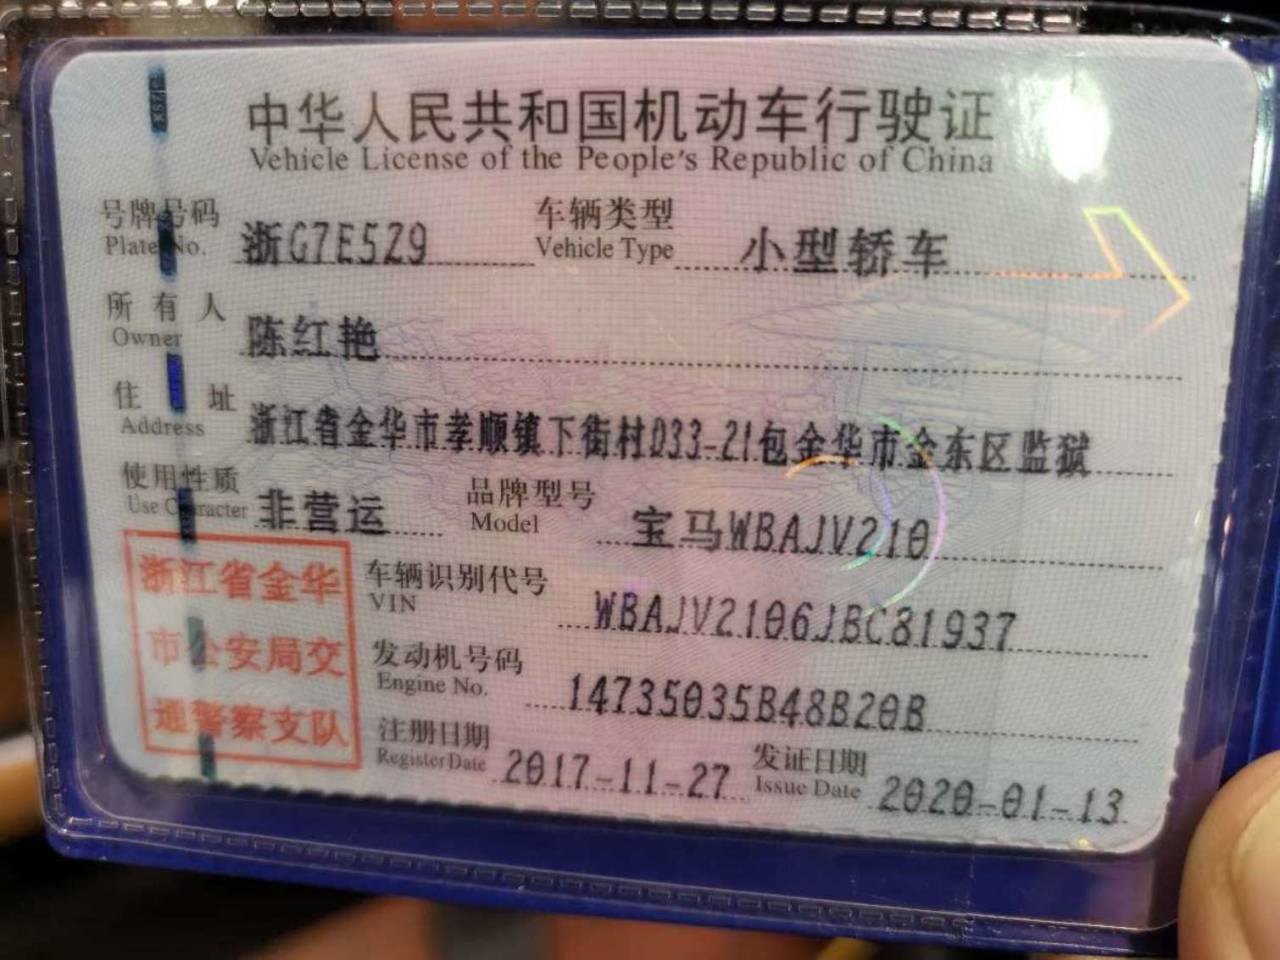 中华人民共和国机动车行驶证
Vehicle License of the People's Republic of China
号牌号码 浙G7E5Z9 车辆类型 小型轿车
Plate No. Vehicle Type
所有人 陈红艳
Owner
住址 浙江省金华市孝顺镇下街村033-21包金华市金东区监狱
Address
使用性质 非营运 品牌型号 宝马WBAJV210
Use Character Model
车辆识别代号 WBAJV2106JBC81937
VIN
发动机号码 14735035B48B20B
Engine No.
注册日期 2017-11-27 发证日期 2020-01-13
Register Date Issue Date
浙江省金华
市公安局交
通警察支队